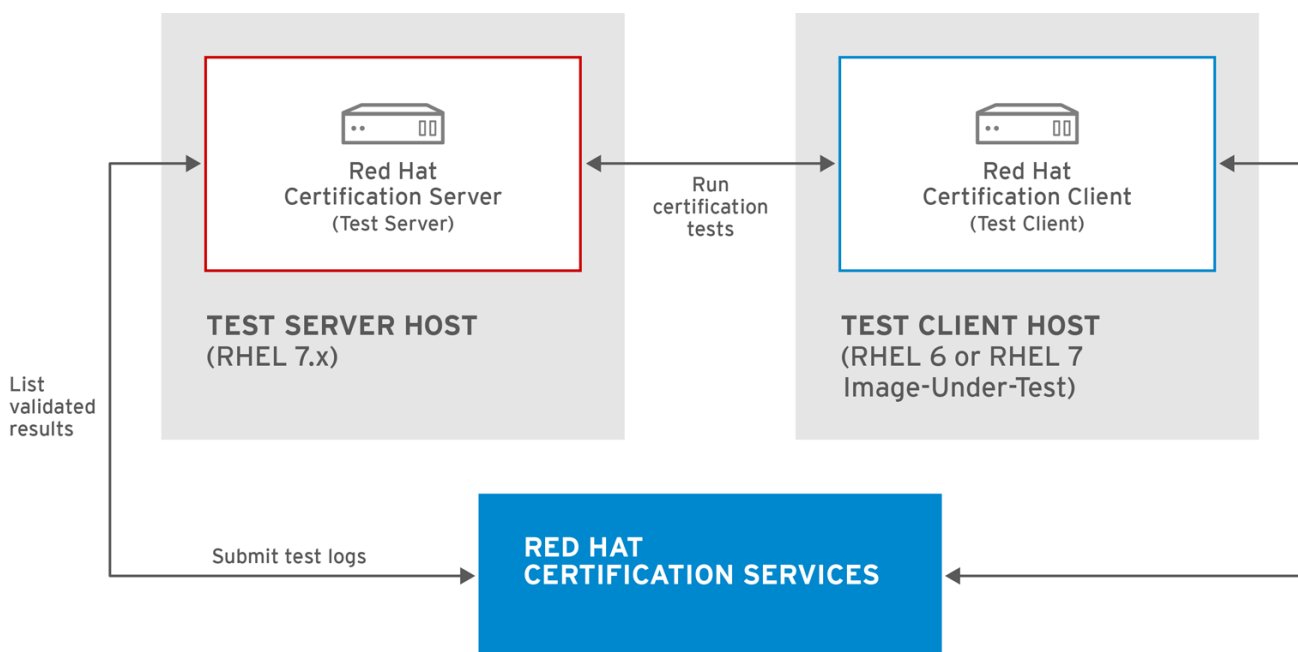 Red Hat
Certification Server
(Test Server)
Run
certification
tests
Red Hat
Certification Client
(Test Client)
TEST SERVER HOST
(RHEL 7.x)
TEST CLIENT HOST
(RHEL 6 or RHEL 7
Image-Under-Test)
List
validated
results
Submit test logs
RED HAT
CERTIFICATION SERVICES